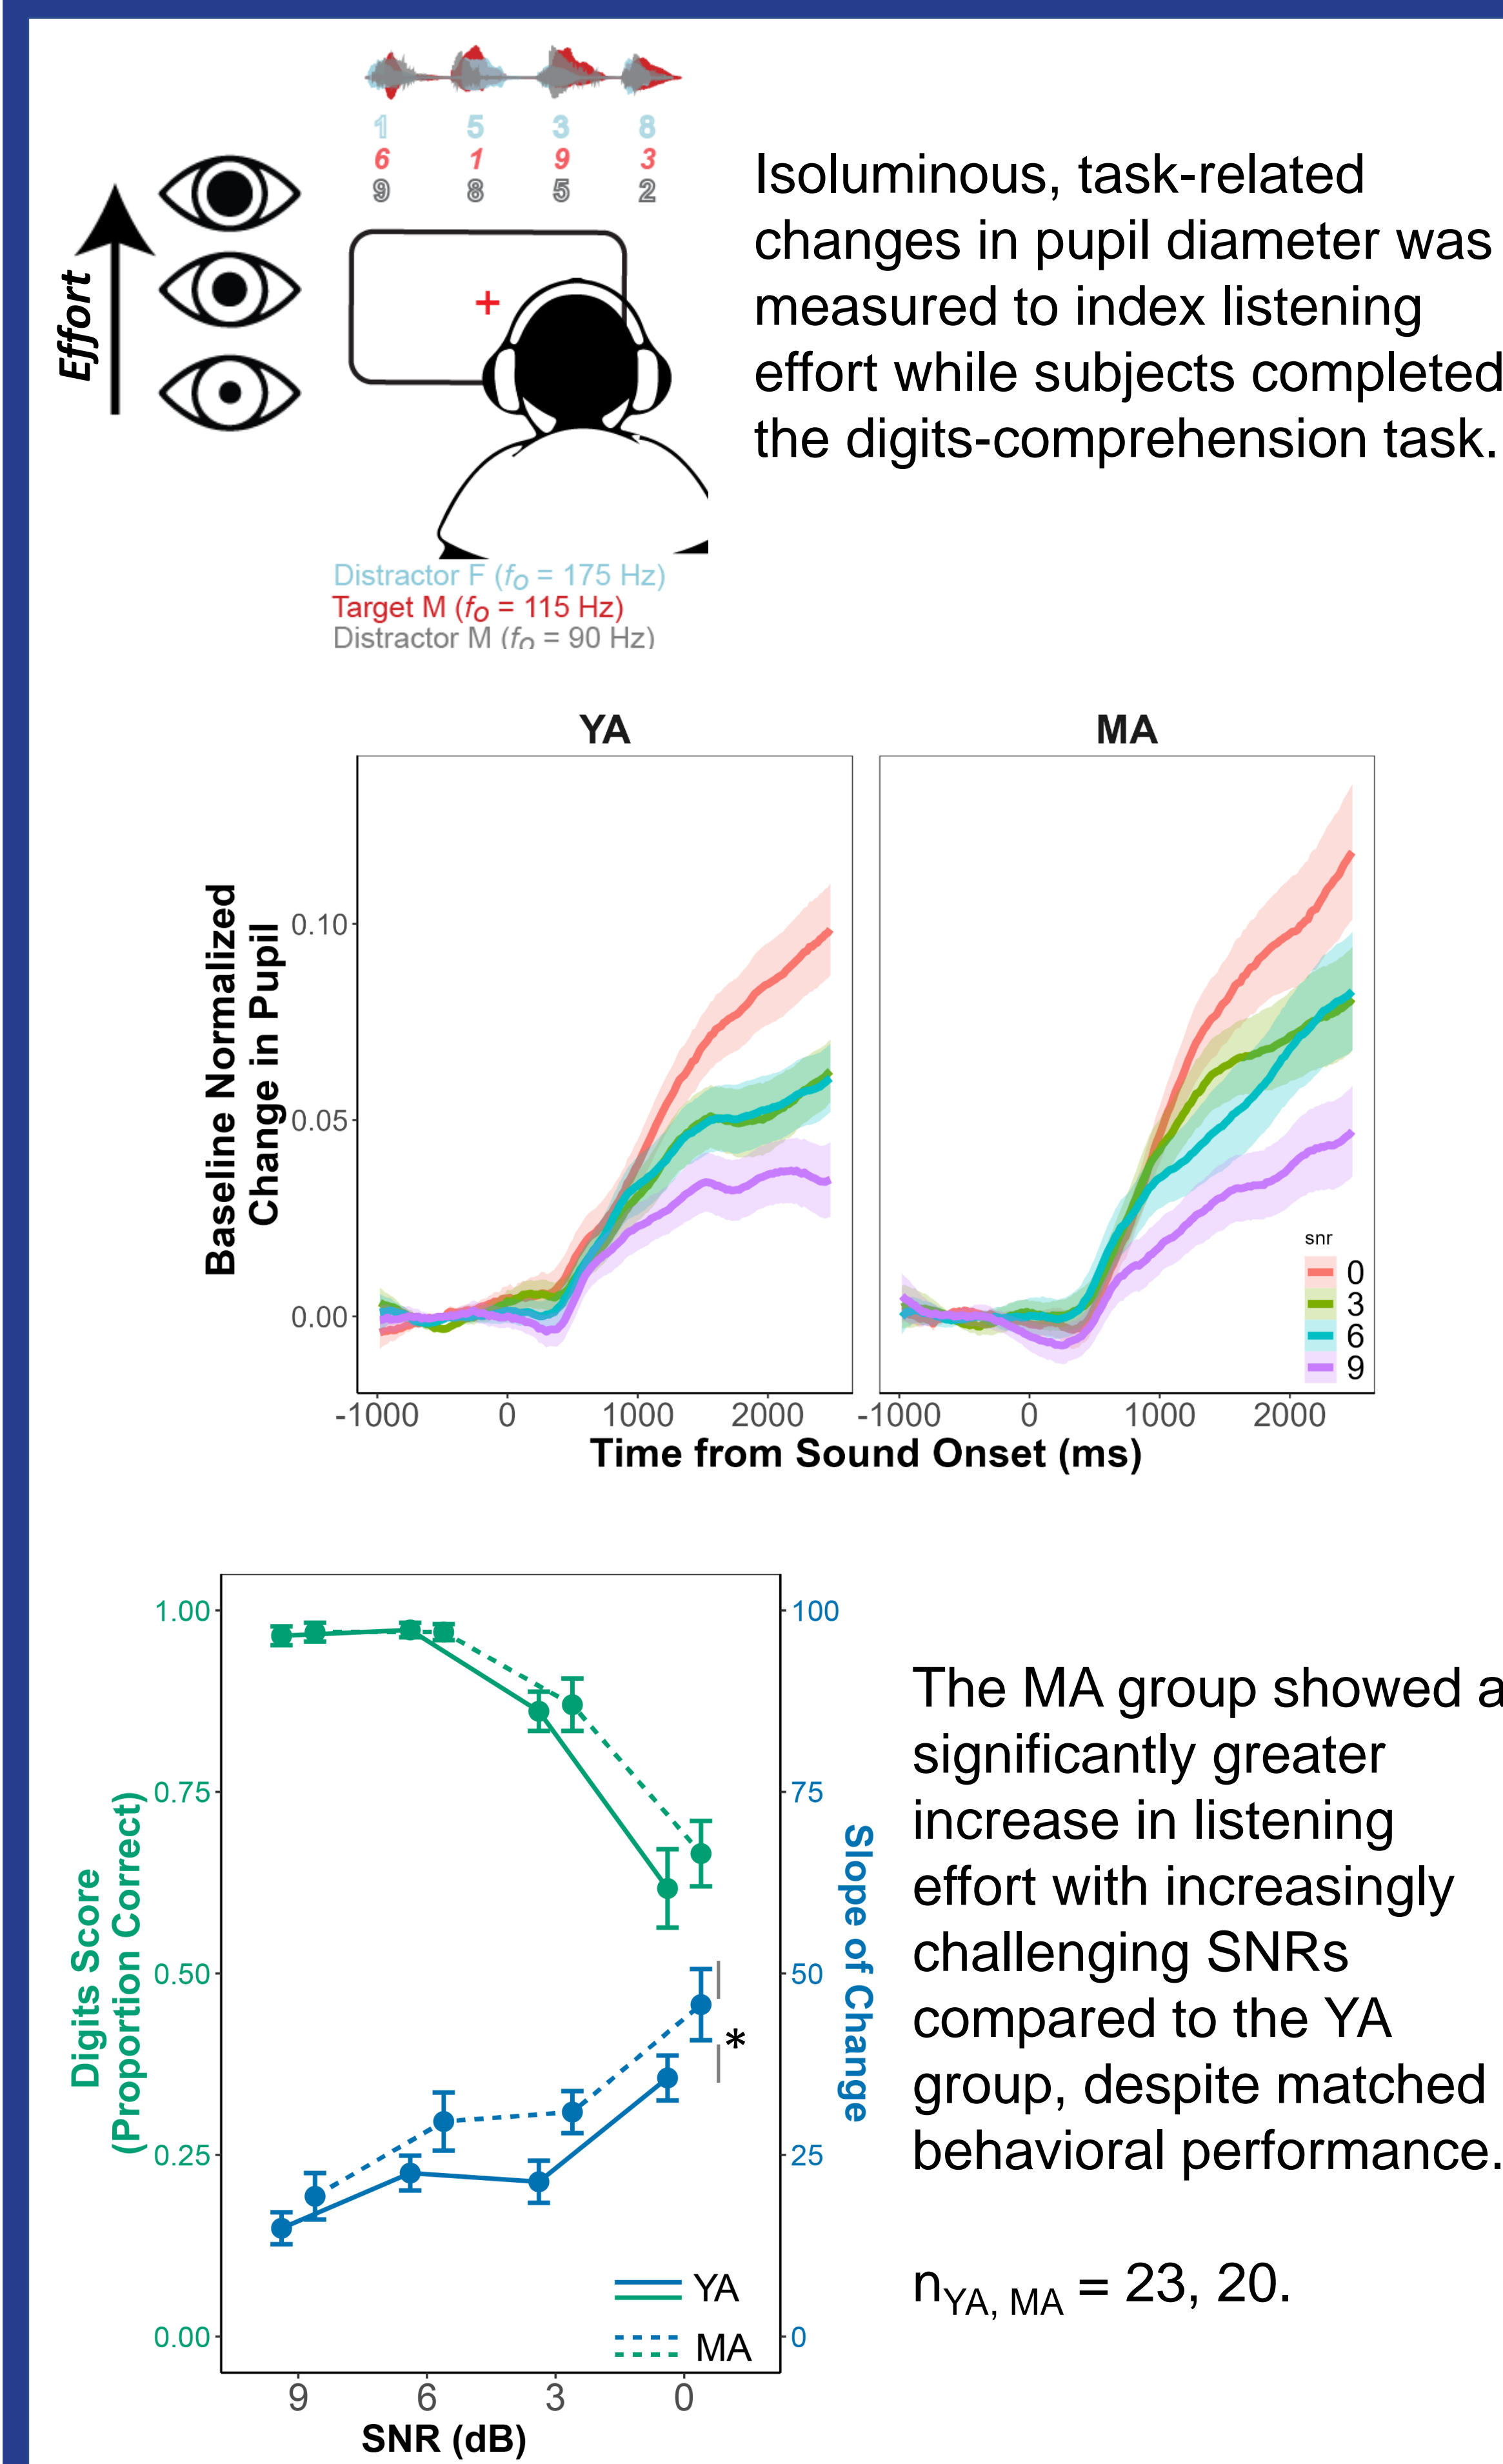 1 5 3 8
6 1 9 3
9 8 5 2
Effort
+
Isoluminous, task-related
changes in pupil diameter was
measured to index listening
effort while subjects completed
the digits-comprehension task.
Distractor F (fo = 175 Hz)
Target M (fo = 115 Hz)
Distractor M (fo = 90 Hz)
YA MA
Baseline Normalized
Change in Pupil
0.10
0.05
0.00
snr
0
3
6
9
-1000 0 1000 2000 -1000 0 1000 2000
Time from Sound Onset (ms)
Digits Score
(Proportion Correct)
1.00
0.75
0.50
0.25
0.00
100
75
50
25
0
Slope of Change
*
YA
MA
9 6 3 0
SNR (dB)
The MA group showed a
significantly greater
increase in listening
effort with increasingly
challenging SNRs
compared to the YA
group, despite matched
behavioral performance.
nYA, MA = 23, 20.